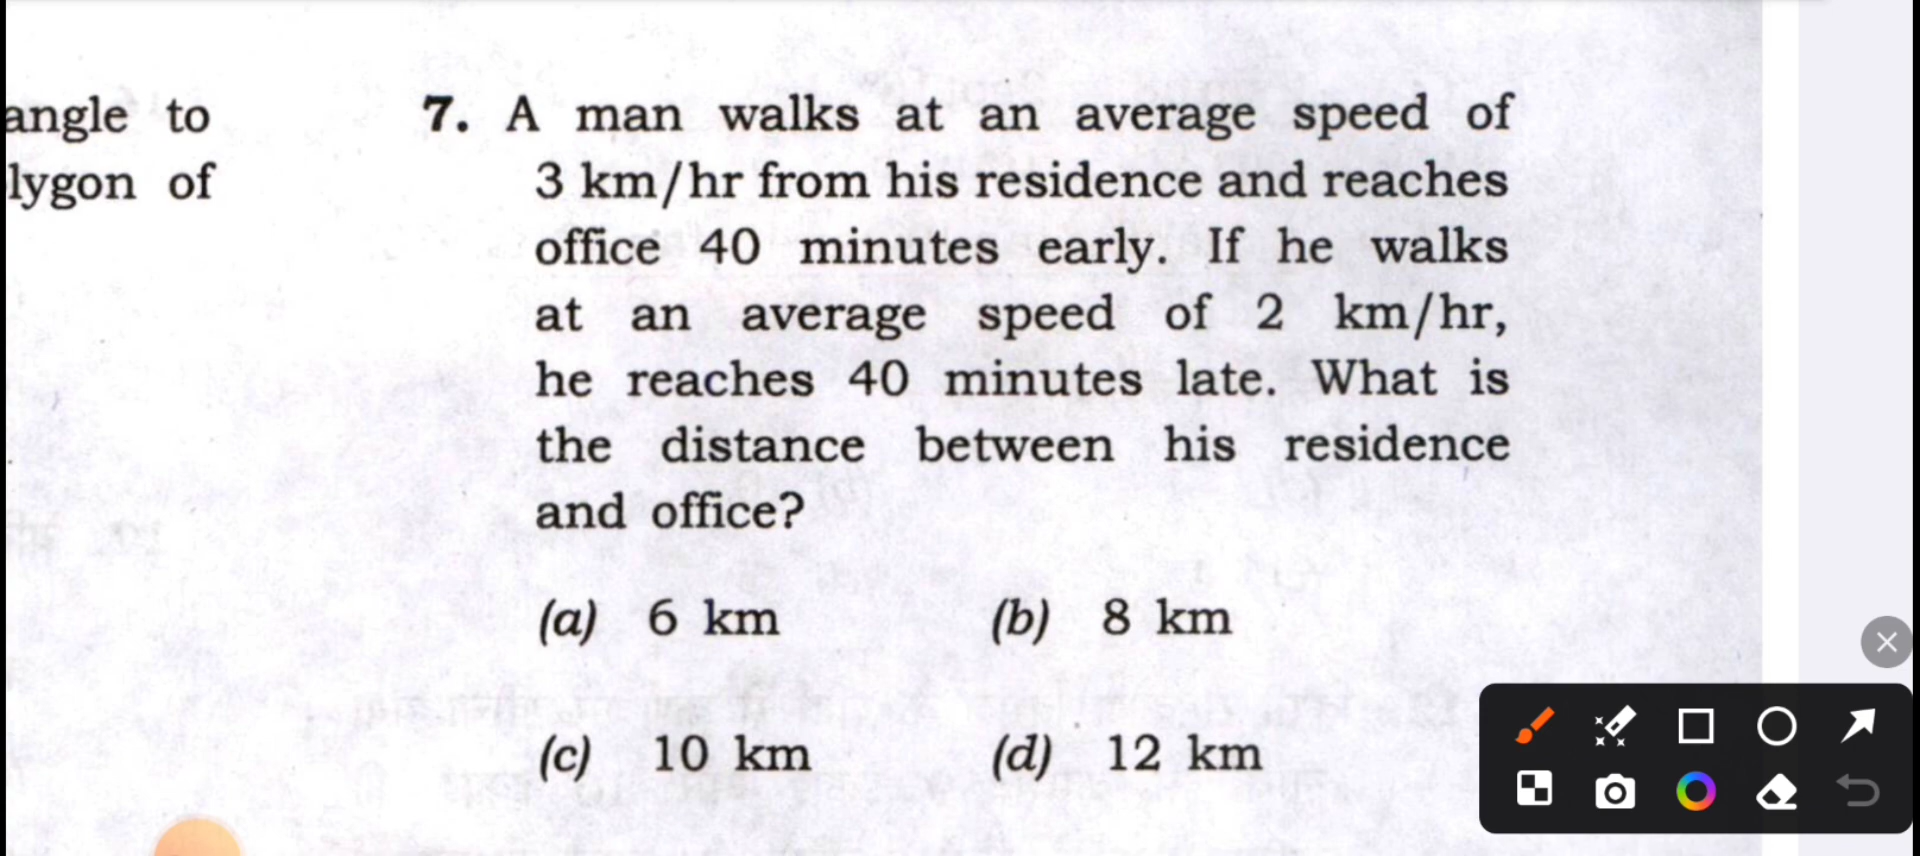 angle to
lygon of
7. A man walks at an average speed of
3 km/hr from his residence and reaches
office 40 minutes early. If he walks
at an average speed of 2 km/hr,
he reaches 40 minutes late. What is
the distance between his residence
and office?
(a) 6 km (b) 8 km
(c) 10 km (d) 12 km